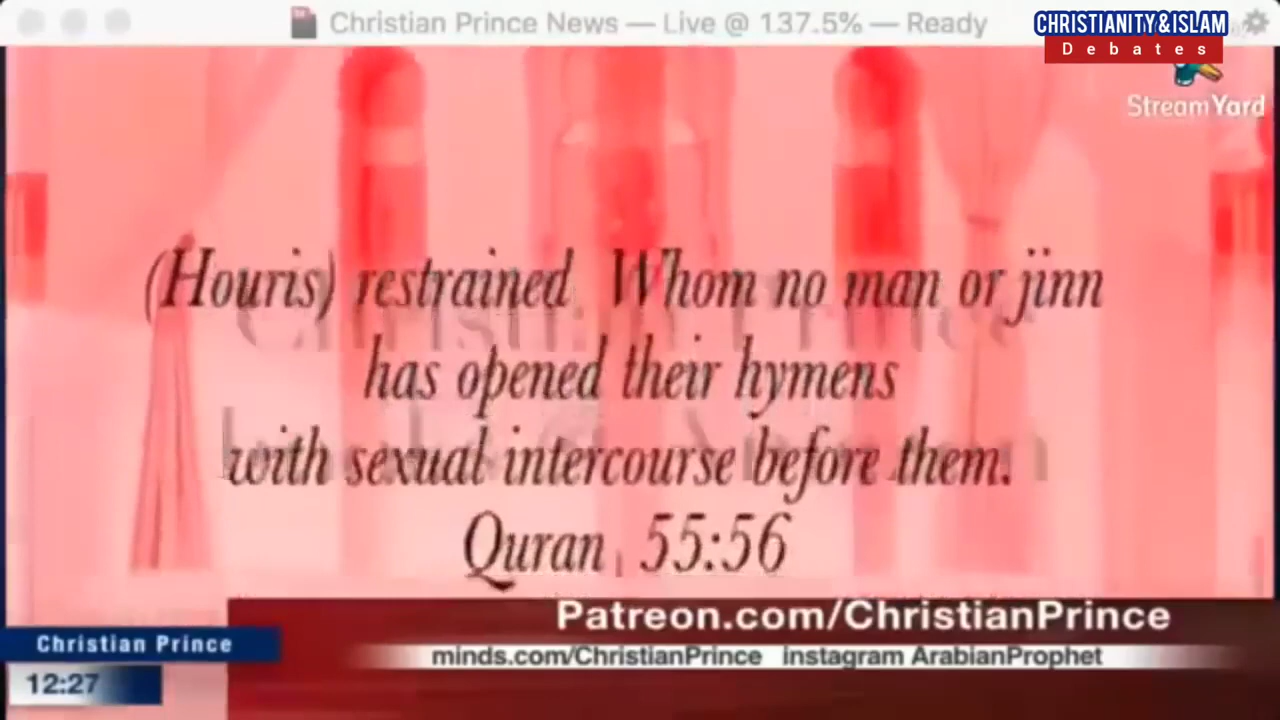 Christian Prince News — Live @ 137.5% — Ready
CHRISTIANITY & ISLAM
Debates
StreamYard
(Houris) restrained Whom no man or jinn
has opened their hymens
with sexual intercourse before them.
Quran 55:56
Christian Prince
Patreon.com/ChristianPrince
Christian Prince
minds.com/ChristianPrince instagram ArabianProphet
12:27